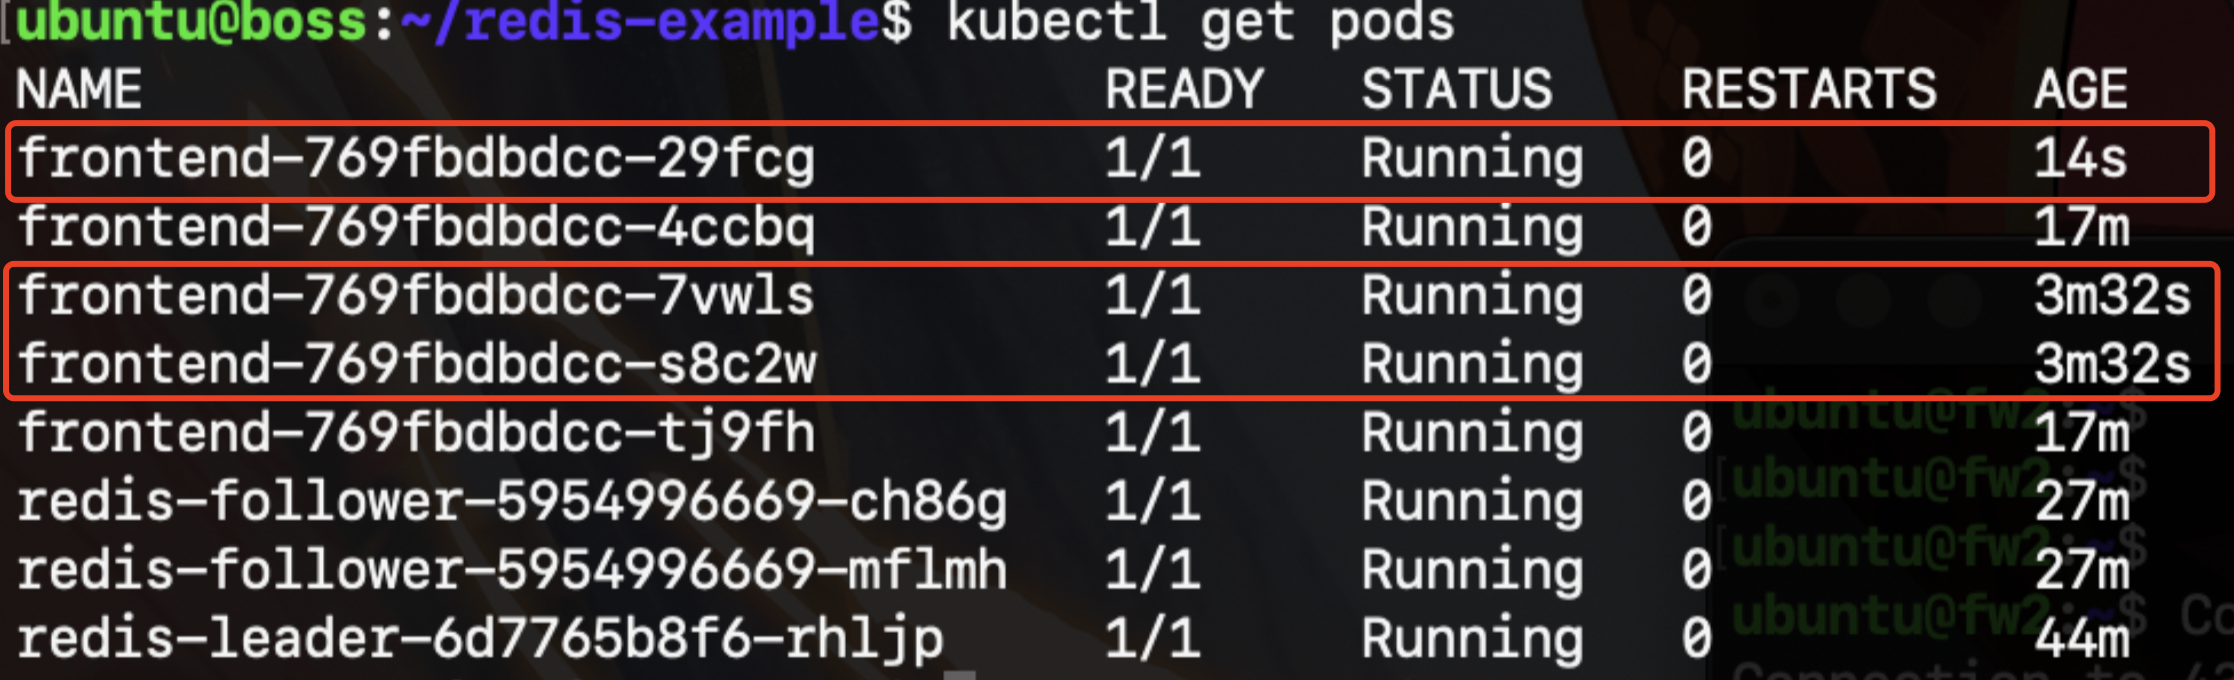 ubuntu@boss:~/redis-example$ kubectl get pods
NAME READY STATUS RESTARTS AGE
frontend-769fbdbdcc-29fcg 1/1 Running 0 14s
frontend-769fbdbdcc-4ccbq 1/1 Running 0 17m
frontend-769fbdbdcc-7vwls 1/1 Running 0 3m32s
frontend-769fbdbdcc-s8c2w 1/1 Running 0 3m32s
frontend-769fbdbdcc-tj9fh 1/1 Running 0 17m
redis-follower-5954996669-ch86g 1/1 Running 0 27m
redis-follower-5954996669-mflmh 1/1 Running 0 27m
redis-leader-6d7765b8f6-rhljp 1/1 Running 0 44m
ubuntu@fw2:~$
ubuntu@fw2:~$
ubuntu@fw2:~$
ubuntu@fw2:~$
Connection to